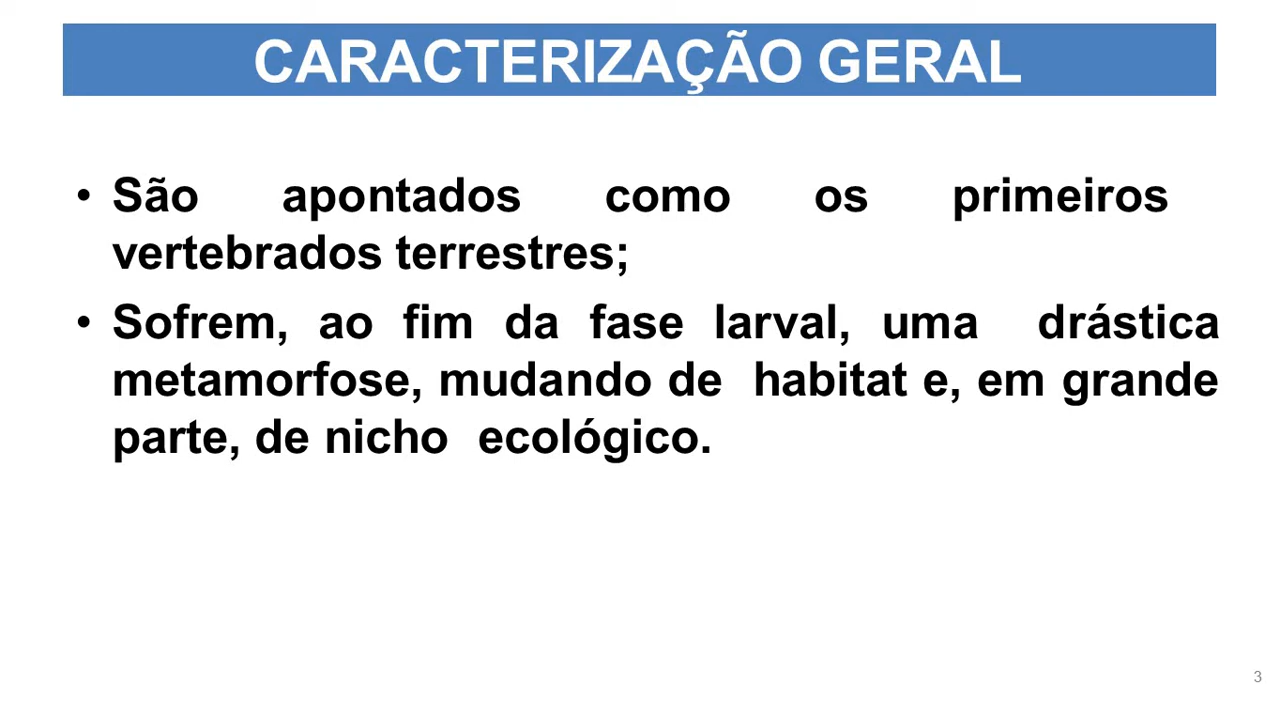 CARACTERIZAÇÃO GERAL
• São apontados como os primeiros
vertebrados terrestres;
• Sofrem, ao fim da fase larval, uma drástica
metamorfose, mudando de habitat e, em grande
parte, de nicho ecológico.
3